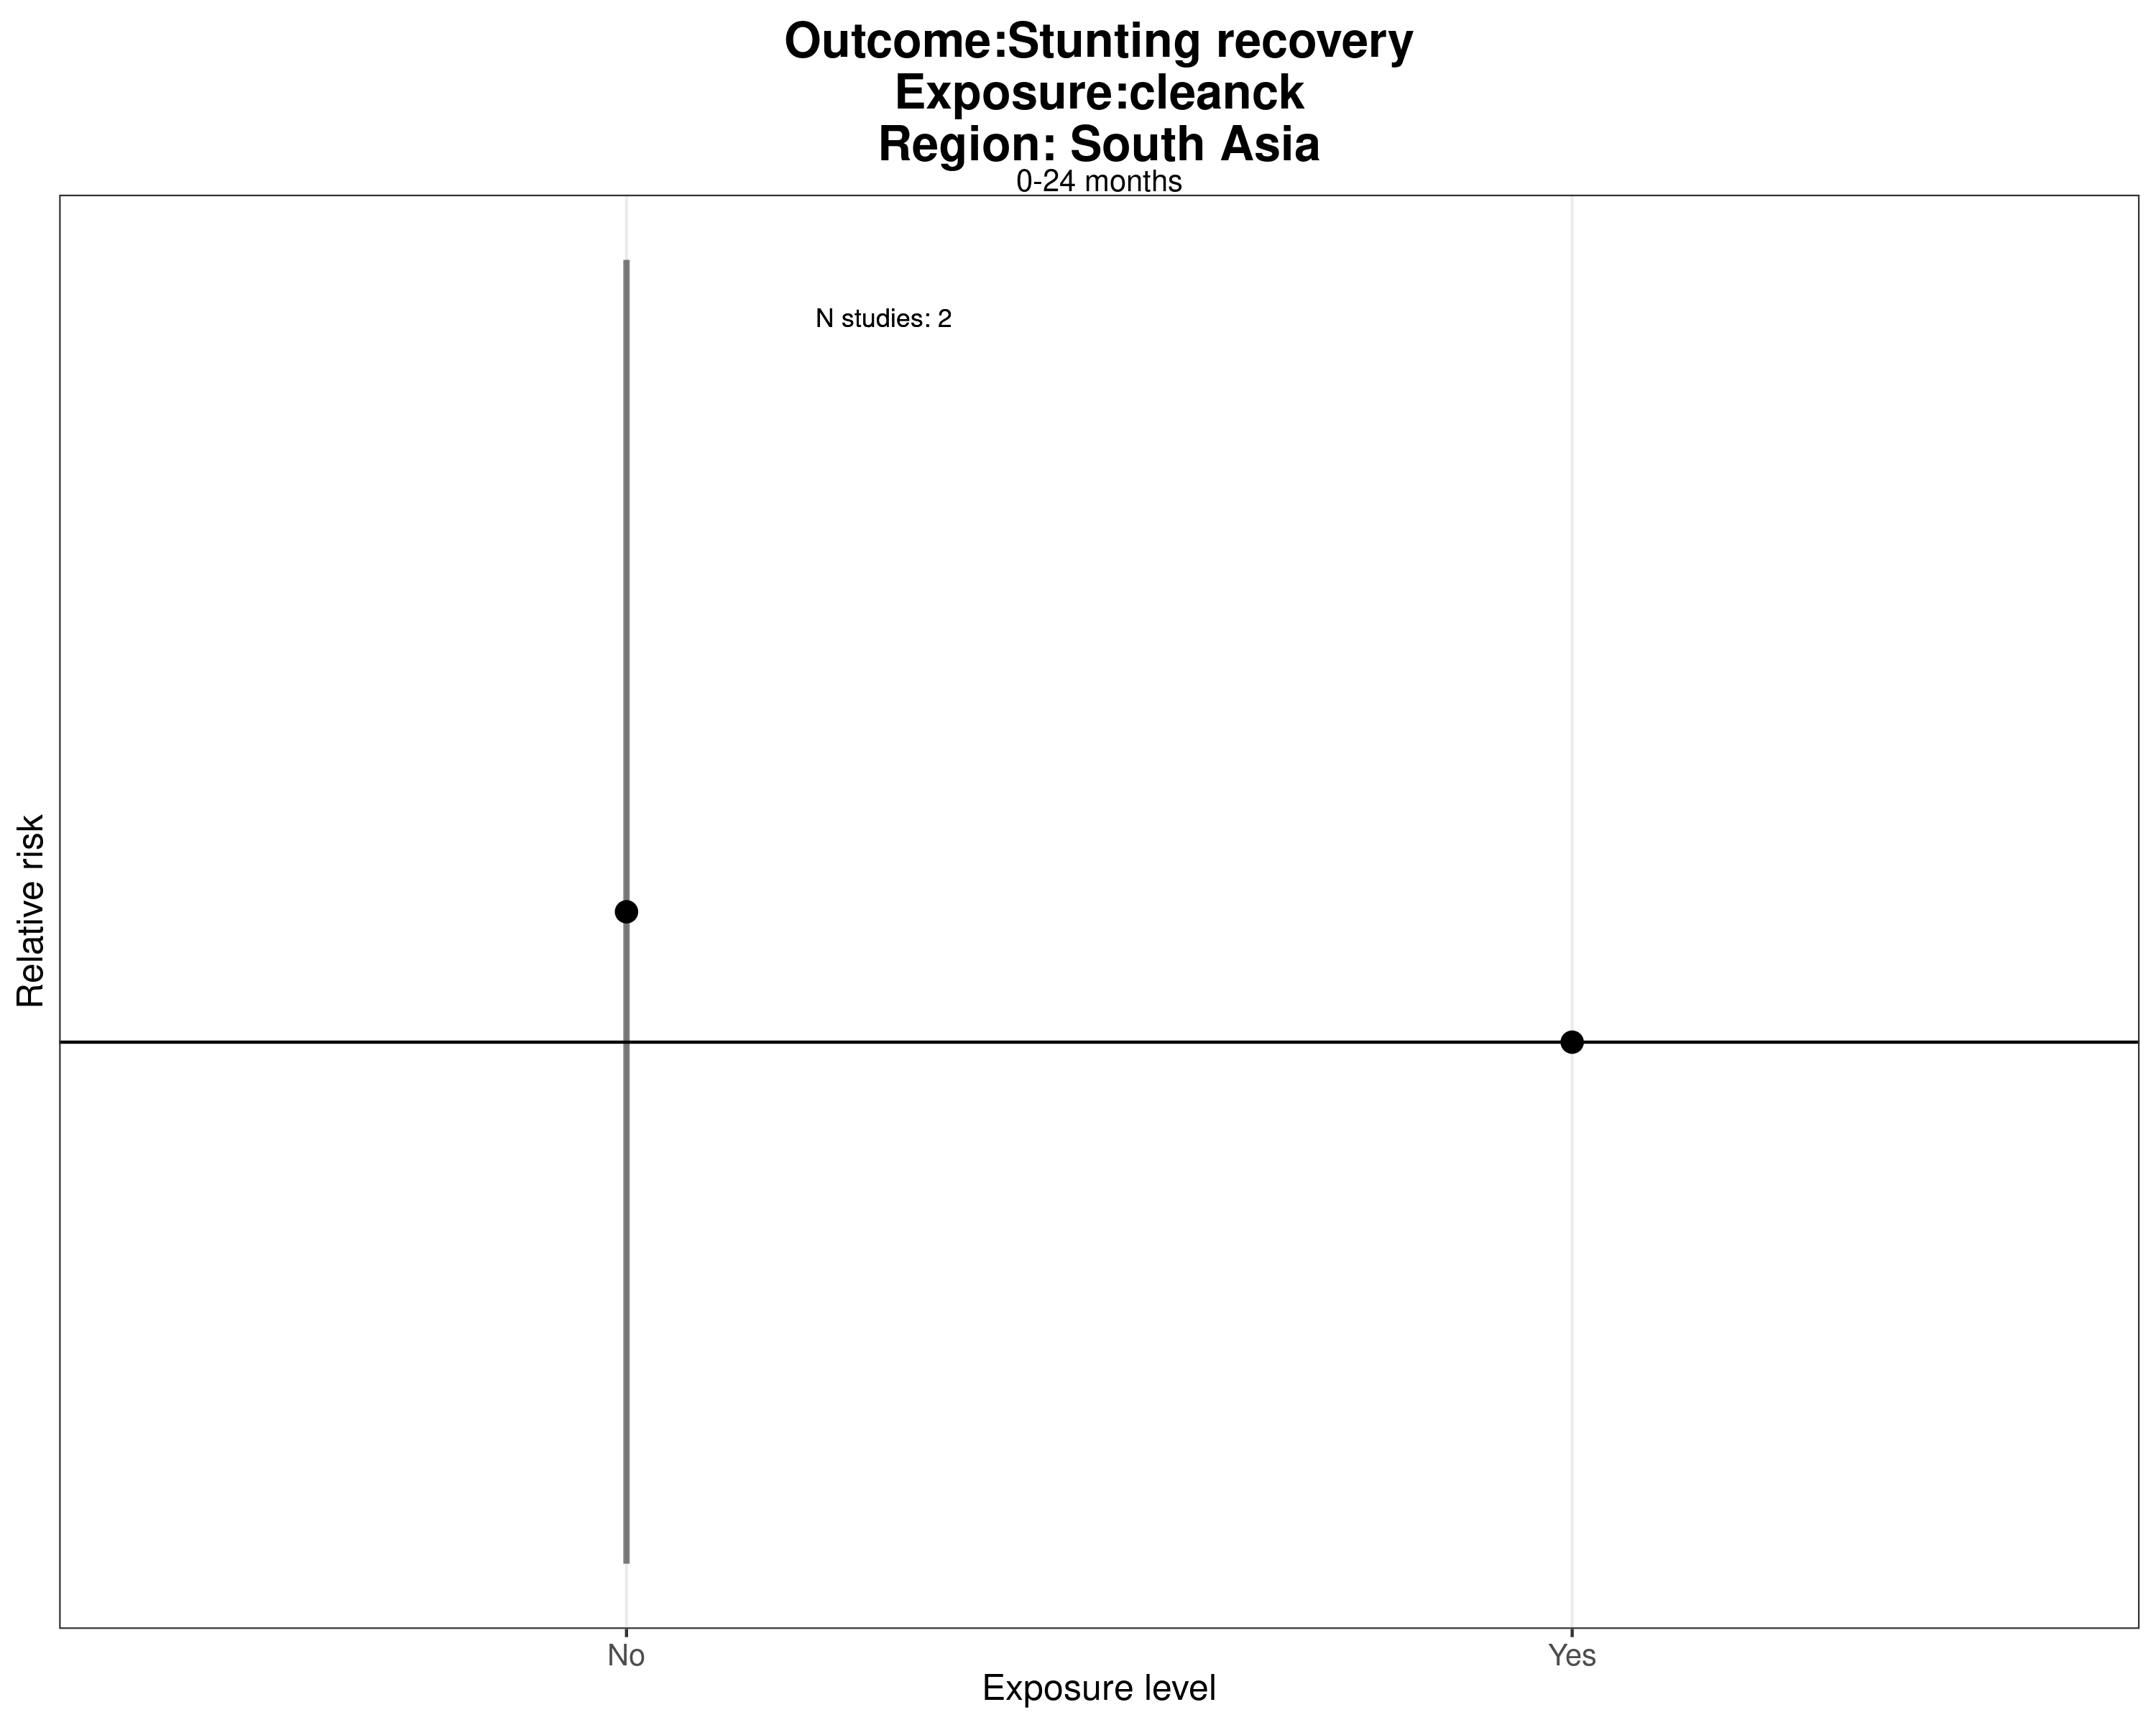 Outcome:Stunting recovery
Exposure:cleanck
Region: South Asia
0-24 months
N studies: 2
Relative risk
No
Yes
Exposure level